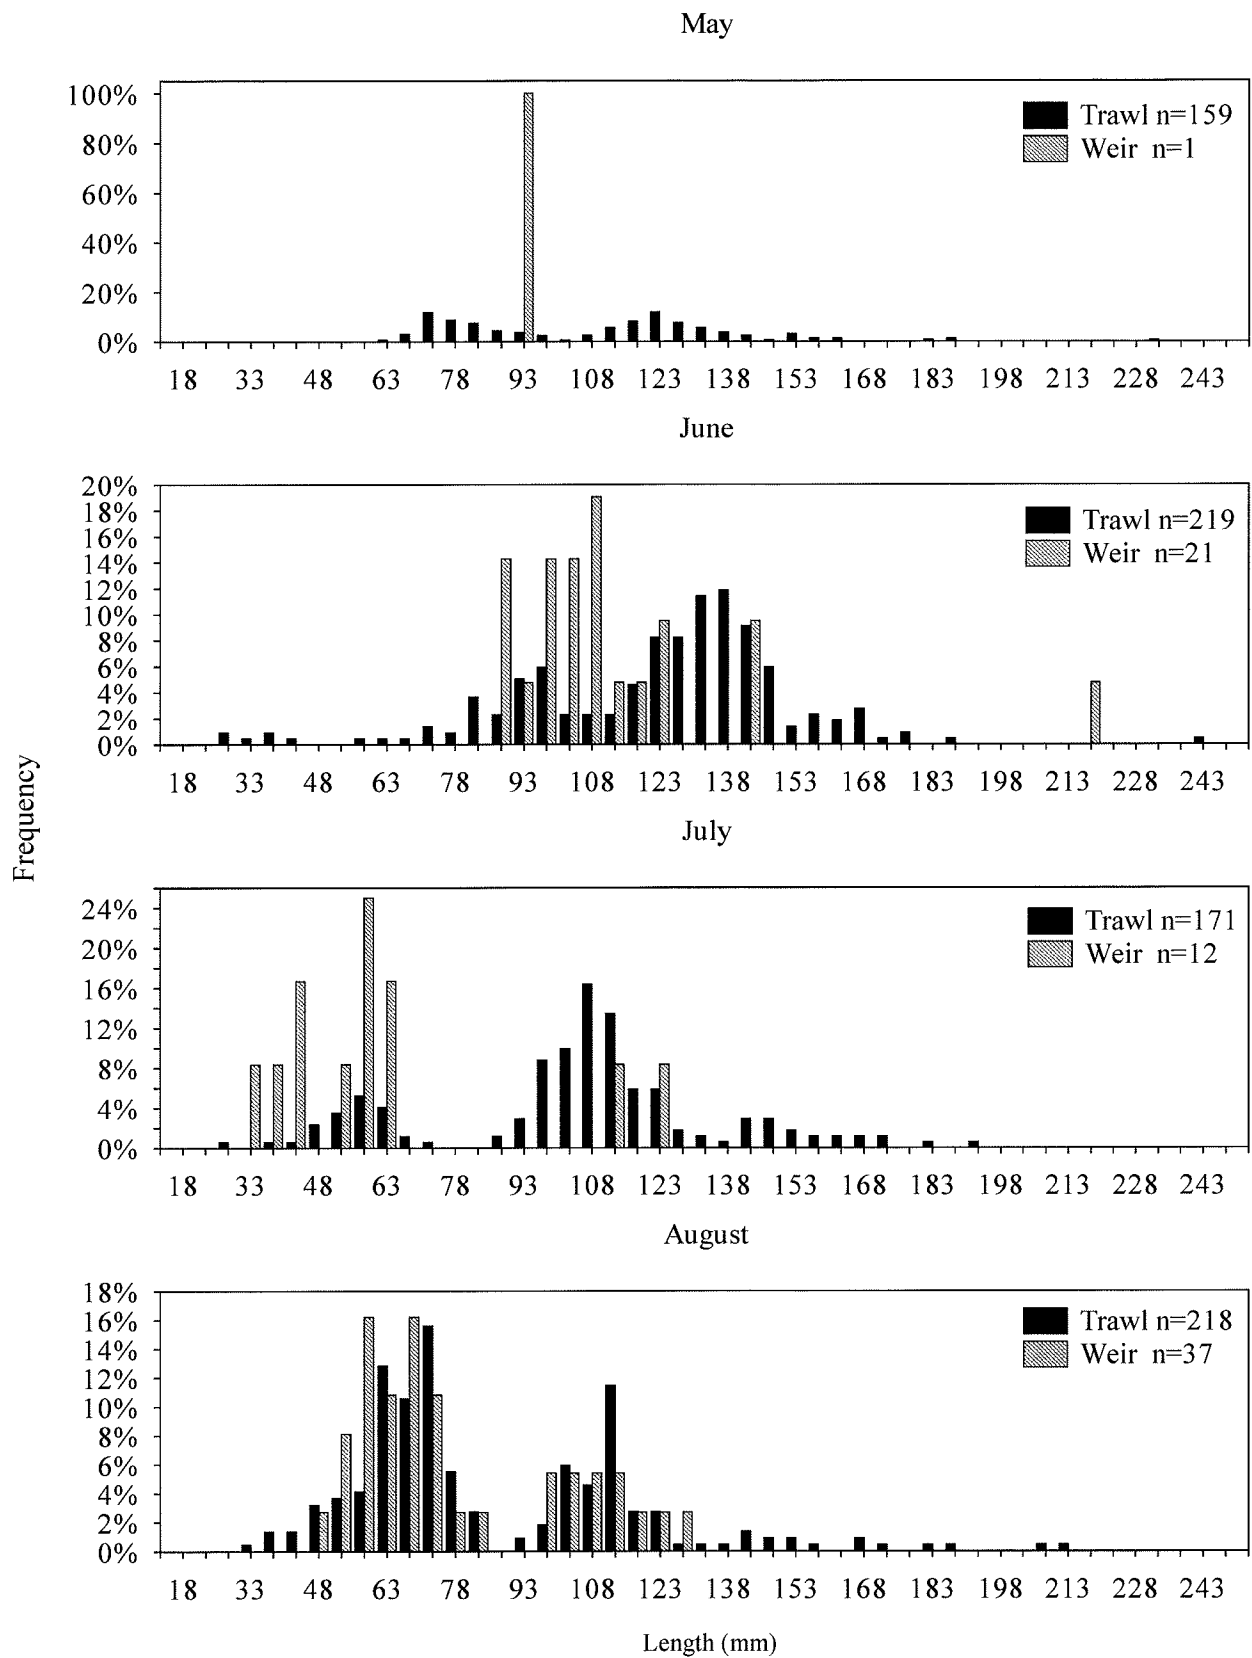 May
100%
80%
60%
40%
20%
0%
Trawl n=159
Weir n=1
18 33 48 63 78 93 108 123 138 153 168 183 198 213 228 243
June
20%
18%
16%
14%
12%
10%
8%
6%
4%
2%
0%
Trawl n=219
Weir n=21
18 33 48 63 78 93 108 123 138 153 168 183 198 213 228 243
Frequency
July
24%
20%
16%
12%
8%
4%
0%
Trawl n=171
Weir n=12
18 33 48 63 78 93 108 123 138 153 168 183 198 213 228 243
August
18%
16%
14%
12%
10%
8%
6%
4%
2%
0%
Trawl n=218
Weir n=37
18 33 48 63 78 93 108 123 138 153 168 183 198 213 228 243
Length (mm)